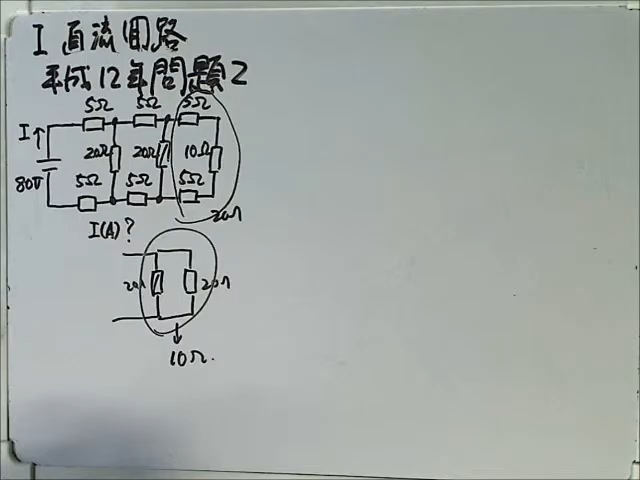 I 直流回路
平成12年問題2
5Ω 5Ω 5Ω
I
20Ω 20Ω 10Ω
80V
5Ω 5Ω 5Ω
20Ω
I(A)?
20Ω 20Ω
10Ω.